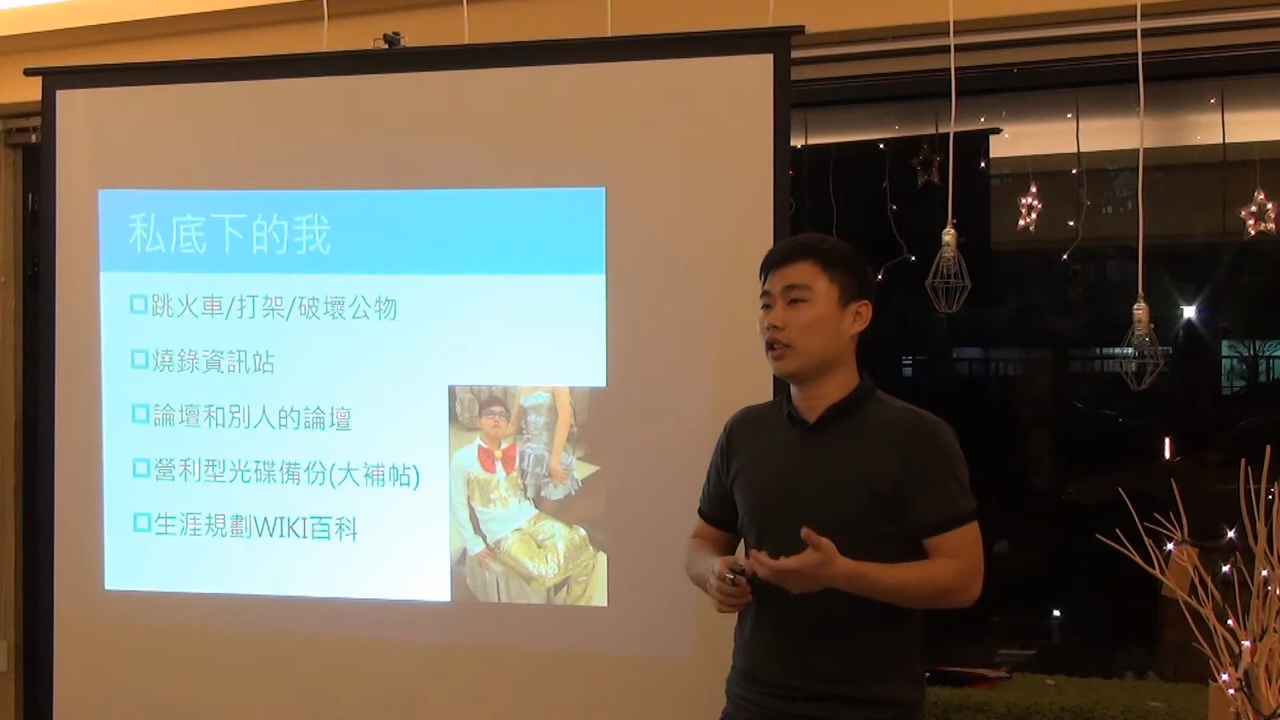 私底下的我
跳火車/打架/破壞公物
燒錄資訊站
論壇和別人的論壇
營利型光碟備份(大補帖)
生涯規劃WIKI百科